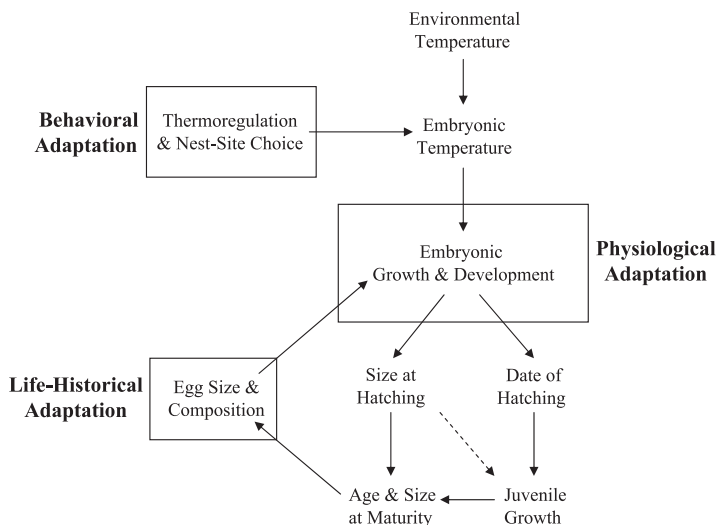 Environmental
Temperature
Behavioral
Adaptation
Thermoregulation
& Nest-Site Choice
Embryonic
Temperature
Embryonic
Growth & Development
Physiological
Adaptation
Life-Historical
Adaptation
Egg Size &
Composition
Size at
Hatching
Date of
Hatching
Age & Size
at Maturity
Juvenile
Growth